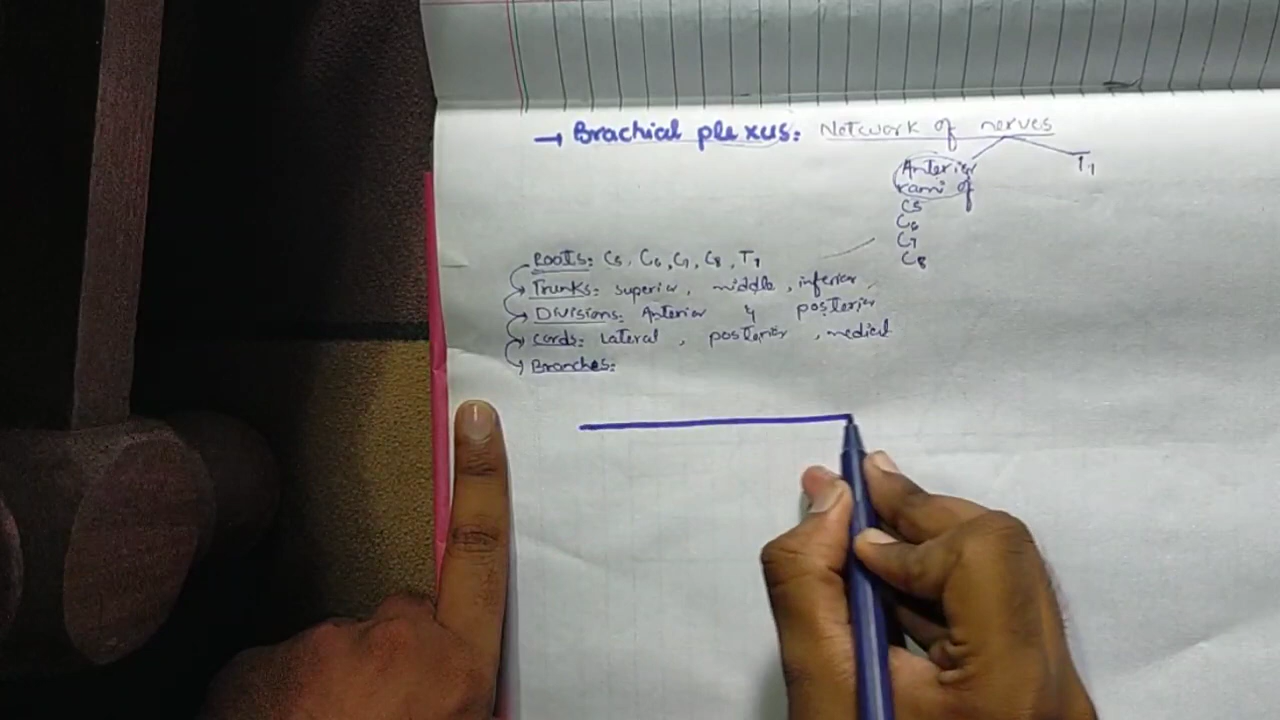 → Brachial plexus: Network of nerves
Anterior T1
rami of
C5
C6
C7
C8
Roots: C5, C6, C7, C8, T1
Trunks: superior, middle, inferior
Divisions: Anterior & posterior
Cords: Lateral, posterior, medical
Branches: